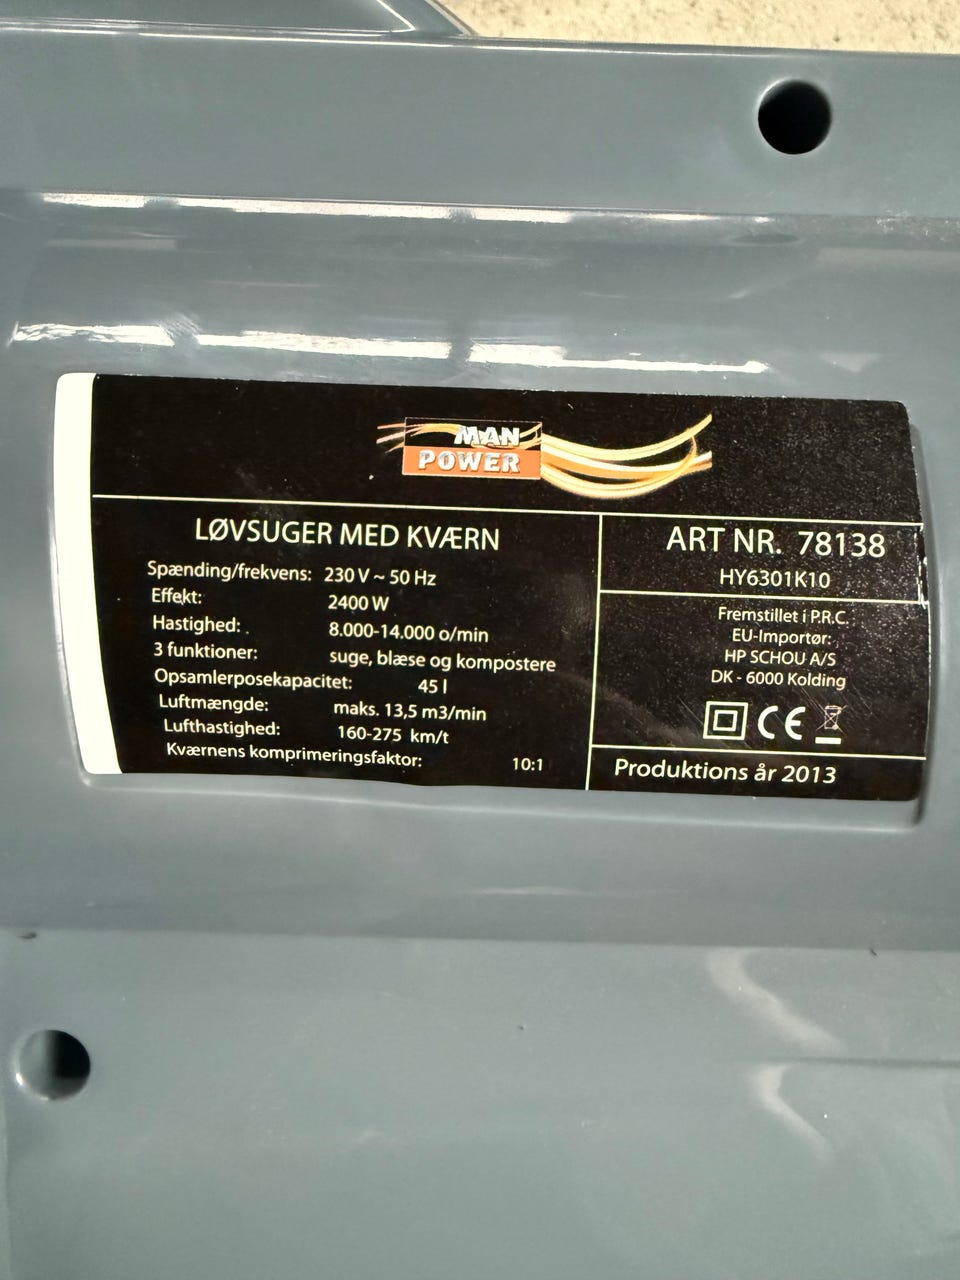 MAN
POWER
LØVSUGER MED KVÆRN
Spænding/frekvens: 230 V ~ 50 Hz
Effekt: 2400 W
Hastighed: 8.000-14.000 o/min
3 funktioner: suge, blæse og kompostere
Opsamlerposekapacitet: 45 l
Luftmængde: maks. 13,5 m3/min
Lufthastighed: 160-275 km/t
Kværnens komprimeringsfaktor: 10:1
ART NR. 78138
HY6301K10
Fremstillet i P.R.C.
EU-Importør:
HP SCHOU A/S
DK - 6000 Kolding
CE
Produktions år 2013